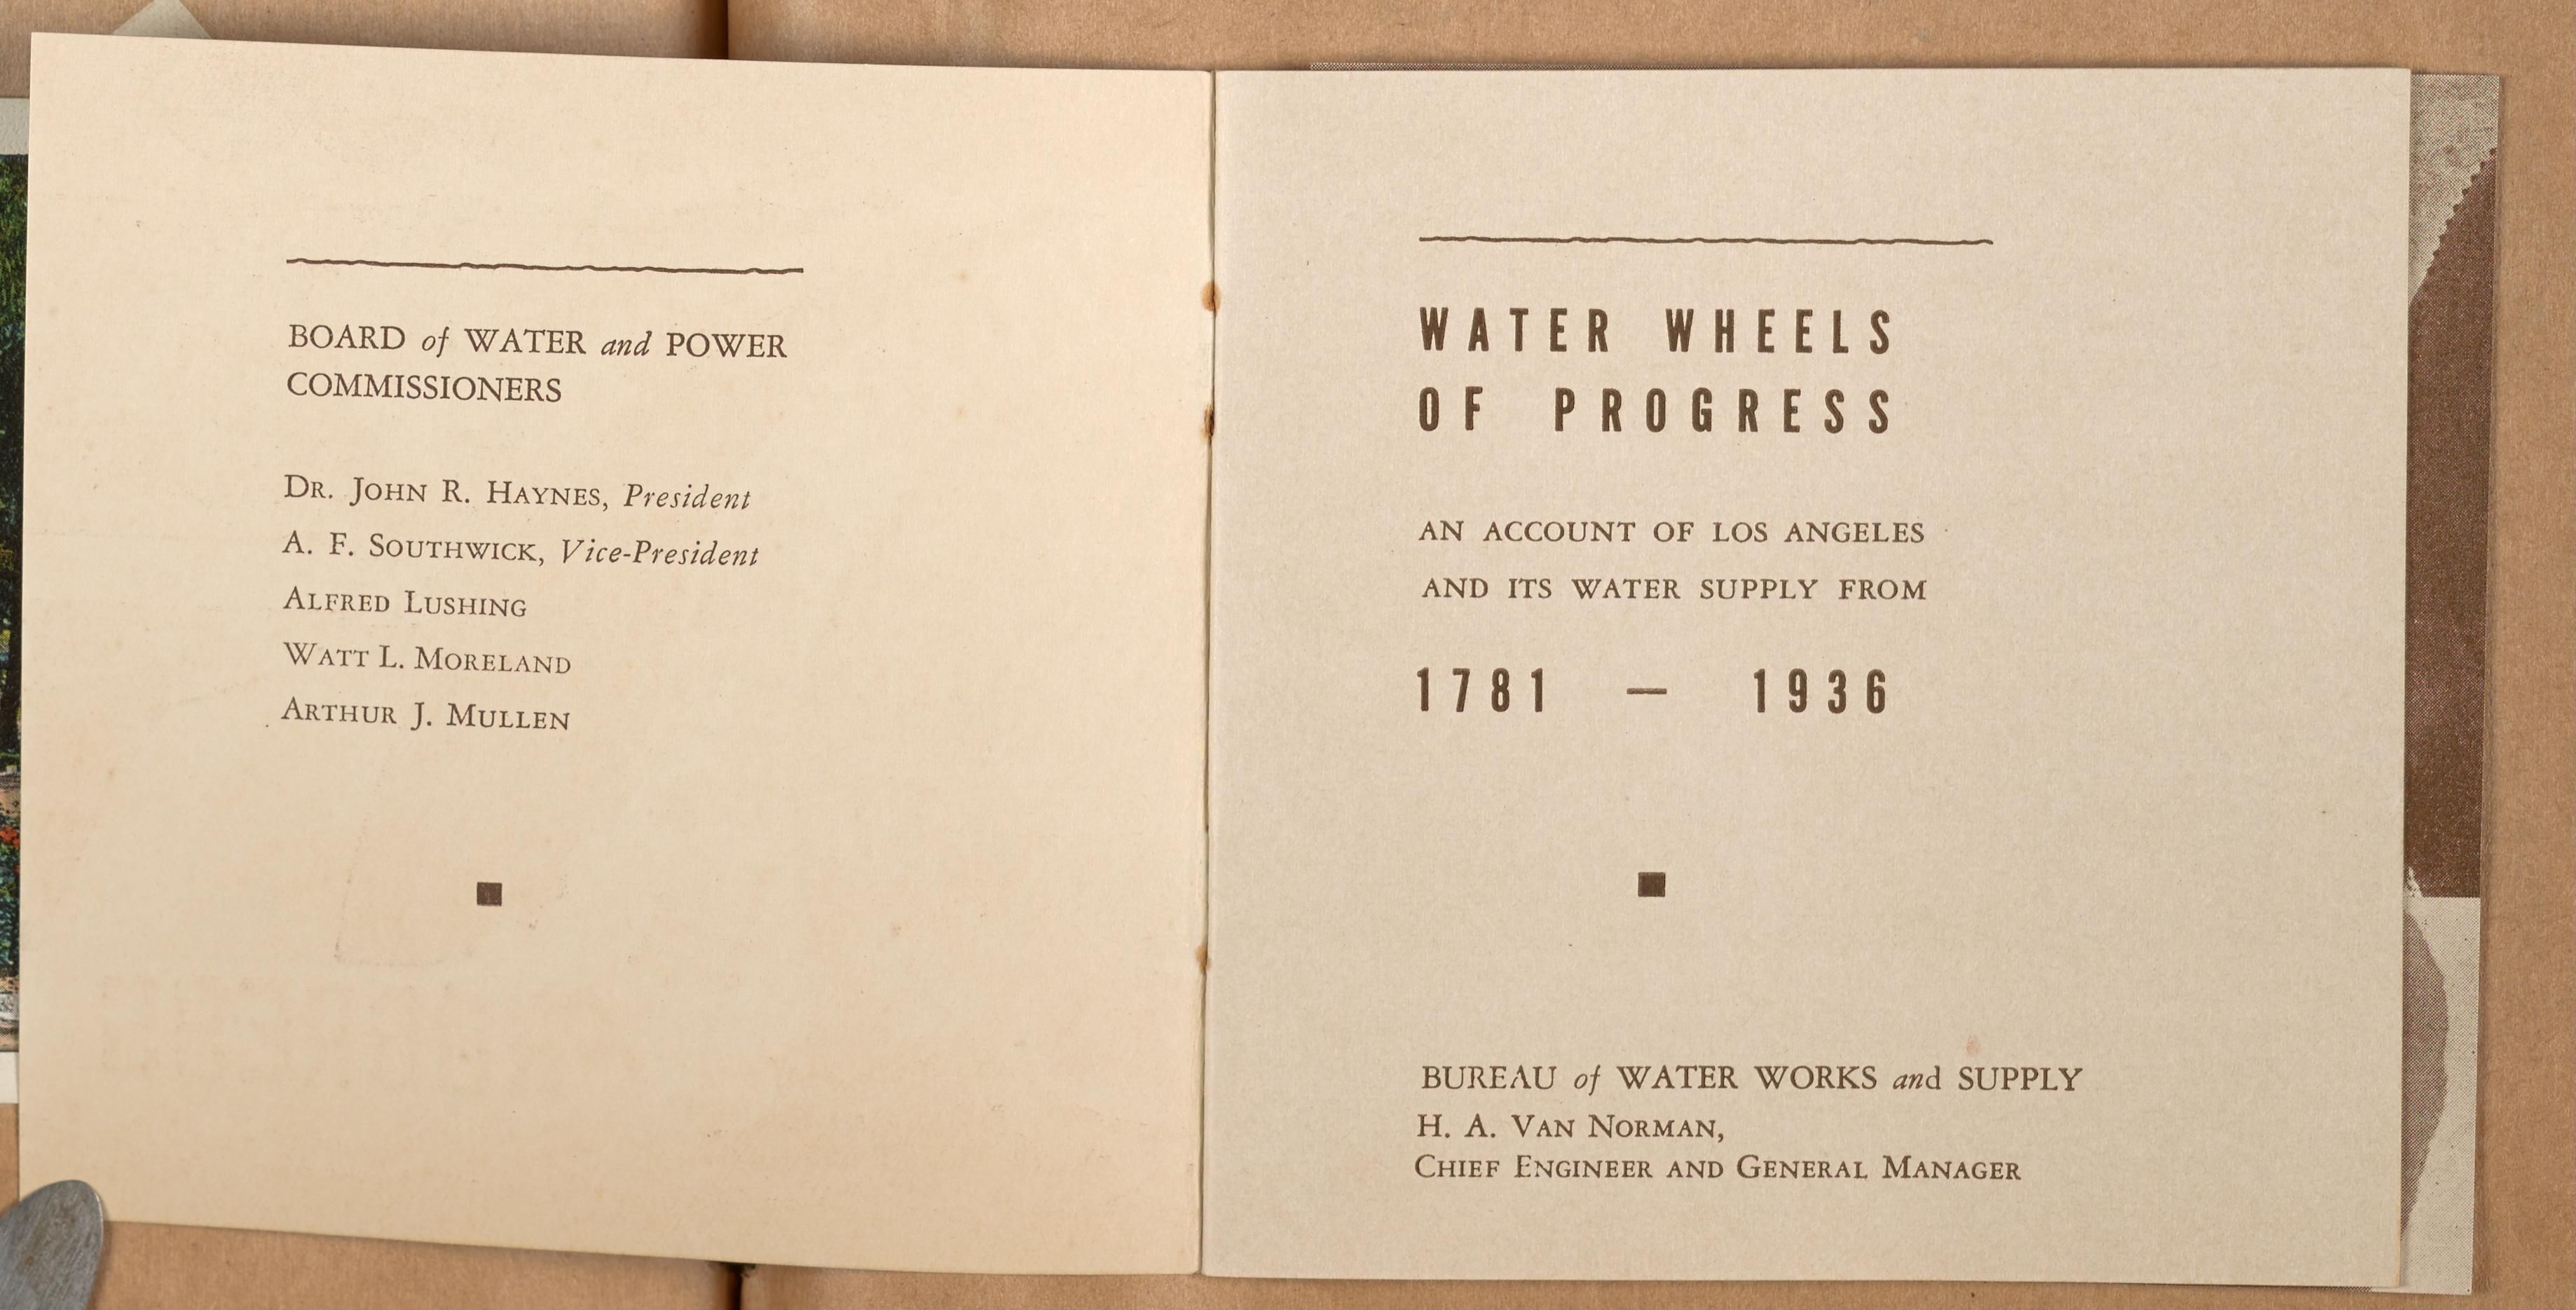 BOARD of WATER and POWER
COMMISSIONERS
DR. JOHN R. HAYNES, President
A. F. SOUTHWICK, Vice-President
ALFRED LUSHING
WATT L. MORELAND
ARTHUR J. MULLEN
WATER WHEELS
OF PROGRESS
AN ACCOUNT OF LOS ANGELES
AND ITS WATER SUPPLY FROM
1781 — 1936
BUREAU of WATER WORKS and SUPPLY
H. A. VAN NORMAN,
CHIEF ENGINEER AND GENERAL MANAGER